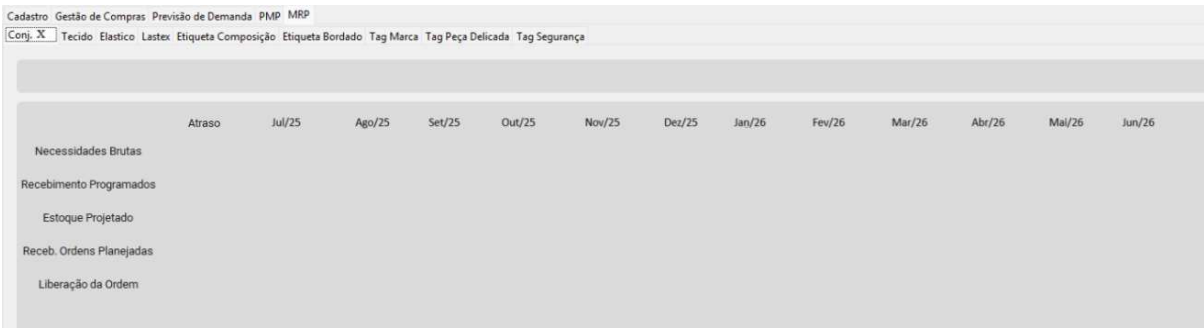 Cadastro Gestão de Compras Previsão de Demanda PMP MRP
Conj. X Tecido Elastico Lastex Etiqueta Composição Etiqueta Bordado Tag Marca Tag Peça Delicada Tag Segurança
Atraso Jul/25 Ago/25 Set/25 Out/25 Nov/25 Dez/25 Jan/26 Fev/26 Mar/26 Abr/26 Mai/26 Jun/26
Necessidades Brutas
Recebimento Programados
Estoque Projetado
Receb. Ordens Planejadas
Liberação da Ordem